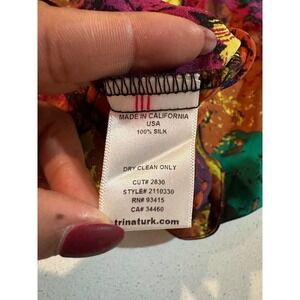 MADE IN CALIFORNIA
USA
100% SILK
DRY CLEAN ONLY
CUT# 2830
STYLE# 2110330
RN# 93415
CA# 34460
trinaturk.com